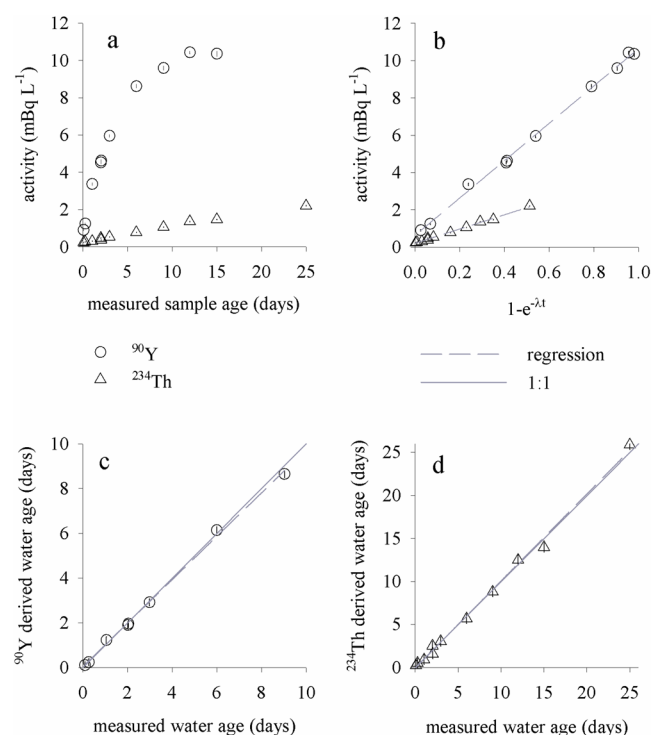 a
activity (mBq L⁻¹)
12
10
8
6
4
2
0
0 5 10 15 20 25
measured sample age (days)
b
activity (mBq L⁻¹)
12
10
8
6
4
2
0
0.0 0.2 0.4 0.6 0.8 1.0
1-e⁻λᵗ
⁹⁰Y
²³⁴Th
regression
1:1
c
⁹⁰Y derived water age (days)
10
8
6
4
2
0
0 2 4 6 8 10
measured water age (days)
d
²³⁴Th derived water age (days)
25
20
15
10
5
0
0 5 10 15 20 25
measured water age (days)